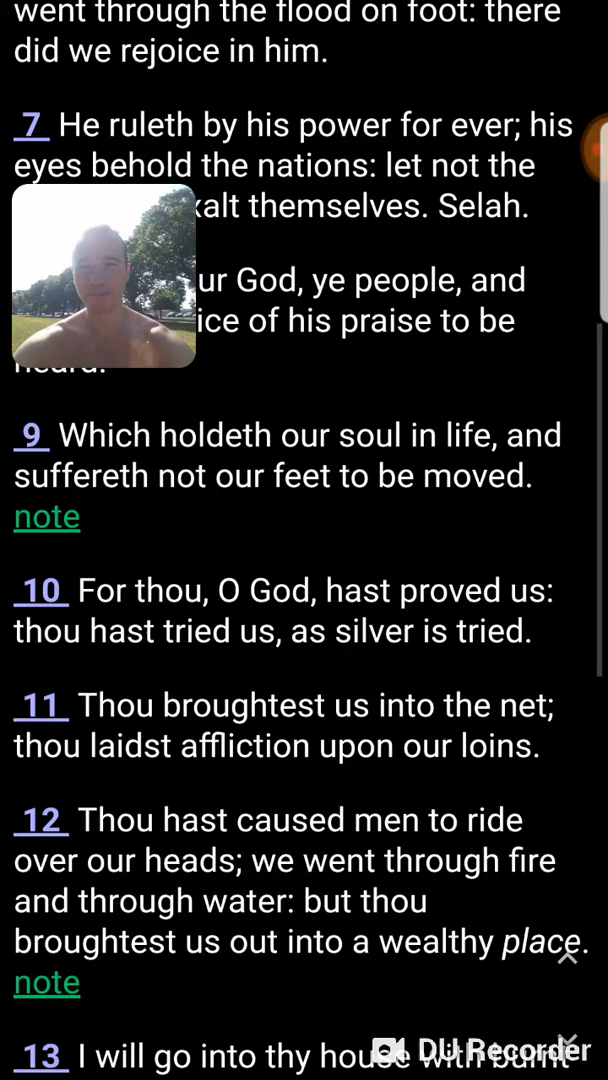 went through the flood on foot: there
did we rejoice in him.
7 He ruleth by his power for ever; his
eyes behold the nations: let not the
xalt themselves. Selah.
ur God, ye people, and
ice of his praise to be
heard.
9 Which holdeth our soul in life, and
suffereth not our feet to be moved.
note
10 For thou, O God, hast proved us:
thou hast tried us, as silver is tried.
11 Thou broughtest us into the net;
thou laidst affliction upon our loins.
12 Thou hast caused men to ride
over our heads; we went through fire
and through water: but thou
broughtest us out into a wealthy place.
note
13 I will go into thy house with burnt
DU Recorder